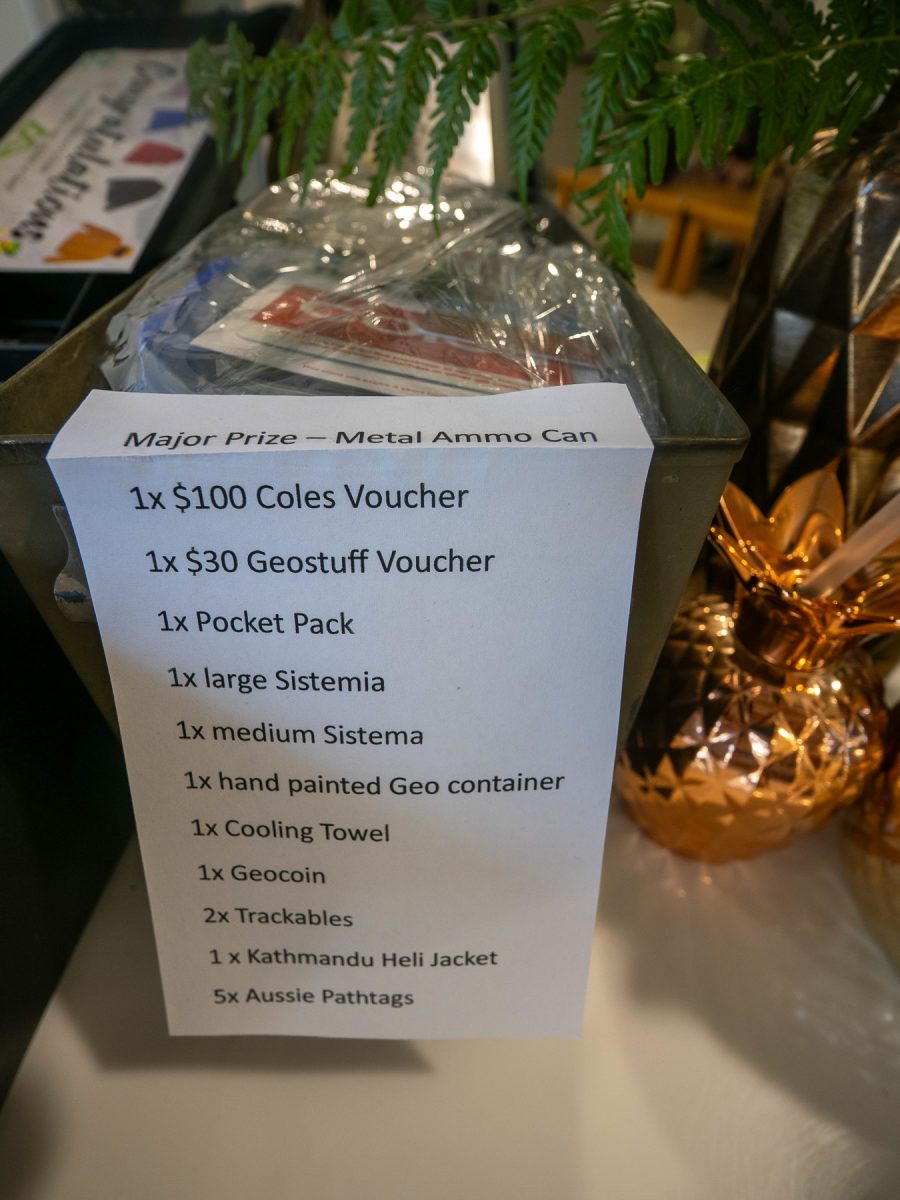 Congratulations
Major Prize – Metal Ammo Can
1x $100 Coles Voucher
1x $30 Geostuff Voucher
1x Pocket Pack
1x large Sistemia
1x medium Sistema
1x hand painted Geo container
1x Cooling Towel
1x Geocoin
2x Trackables
1 x Kathmandu Heli Jacket
5x Aussie Pathtags